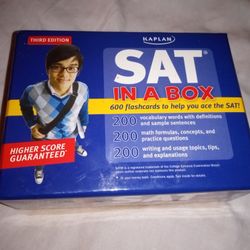 THIRD EDITION
KAPLAN
SAT®
IN A BOX
600 flashcards to help you ace the SAT!
200 vocabulary words with definitions
and sample sentences
200 math formulas, concepts, and
practice questions
200 writing and usage topics, tips,
and explanations
HIGHER SCORE
GUARANTEED